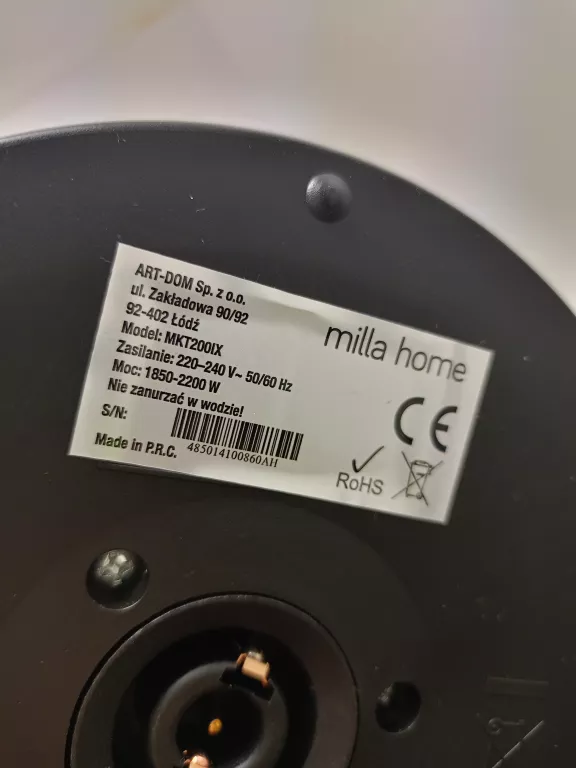 ART-DOM Sp. z o.o.
ul. Zakładowa 90/92
92-402 Łódź
Model: MKT200IX
Zasilanie: 220-240 V~ 50/60 Hz
Moc: 1850-2200 W
Nie zanurzać w wodzie!
S/N:
485014100860AH
Made in P.R.C.
milla home
CE
RoHS